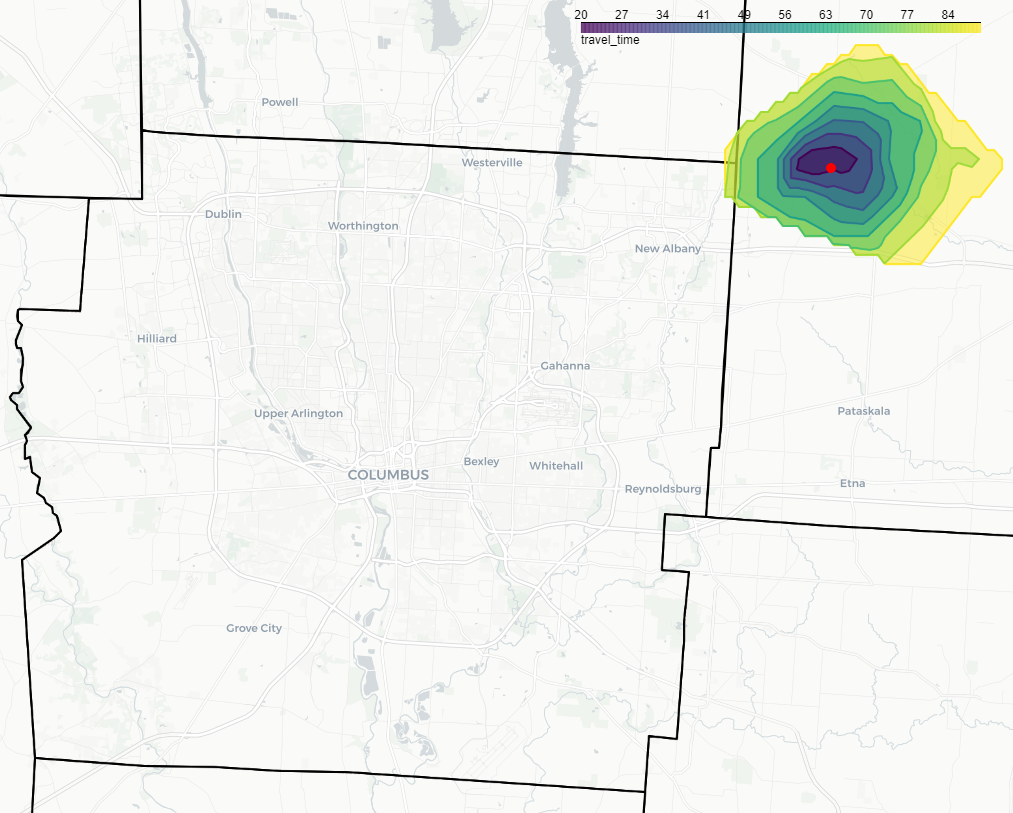 20 27 34 41 49 56 63 70 77 84
travel_time
Powell
Westerville
Dublin
Worthington
New Albany
Hilliard
Gahanna
Upper Arlington
Pataskala
Bexley
Whitehall
COLUMBUS
Etna
Reynoldsburg
Grove City